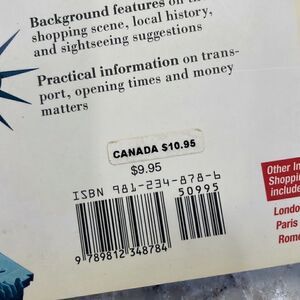 Background features on the
shopping scene, local history,
and sightseeing suggestions
Practical information on trans-
port, opening times and money
matters
CANADA $10.95
$9.95
ISBN 981-234-878-6
50995
9 789812 348784
Other In
Shoppin
include
London
Paris
Rome